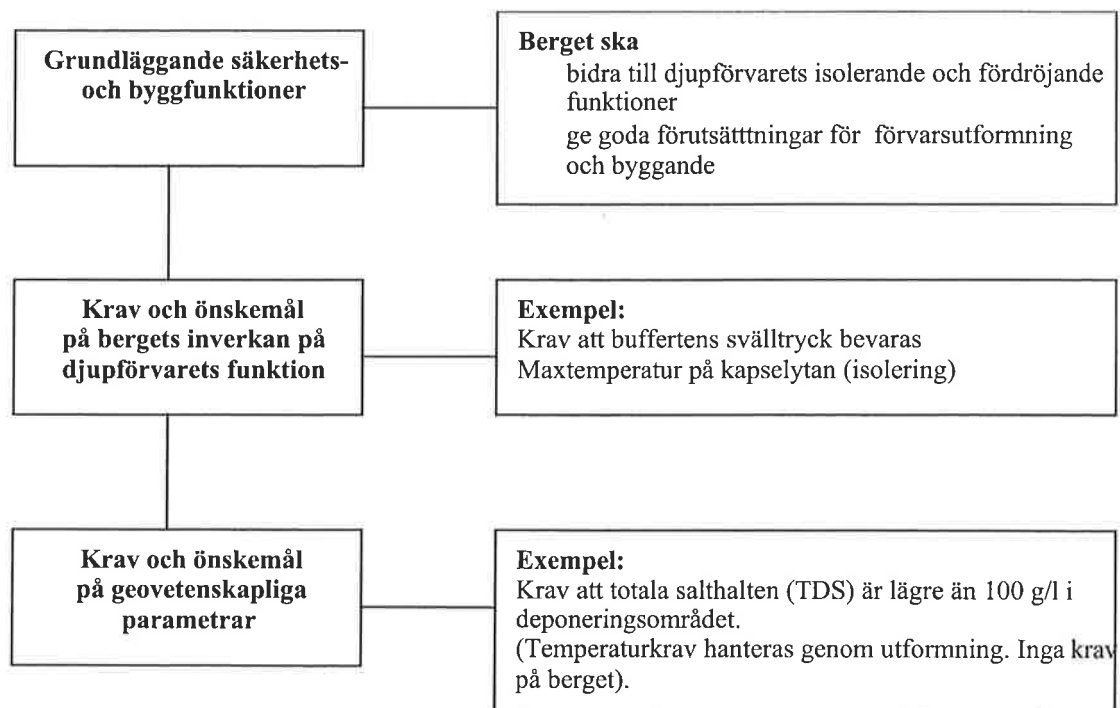 Grundläggande säkerhets-
och byggfunktioner
Berget ska
bidra till djupförvarets isolerande och fördröjande
funktioner
ge goda förutsätttningar för förvarsutformning
och byggande
Krav och önskemål
på bergets inverkan på
djupförvarets funktion
Exempel:
Krav att buffertens svälltryck bevaras
Maxtemperatur på kapselytan (isolering)
Krav och önskemål
på geovetenskapliga
parametrar
Exempel:
Krav att totala salthalten (TDS) är lägre än 100 g/l i
deponeringsområdet.
(Temperaturkrav hanteras genom utformning. Inga krav
på berget).